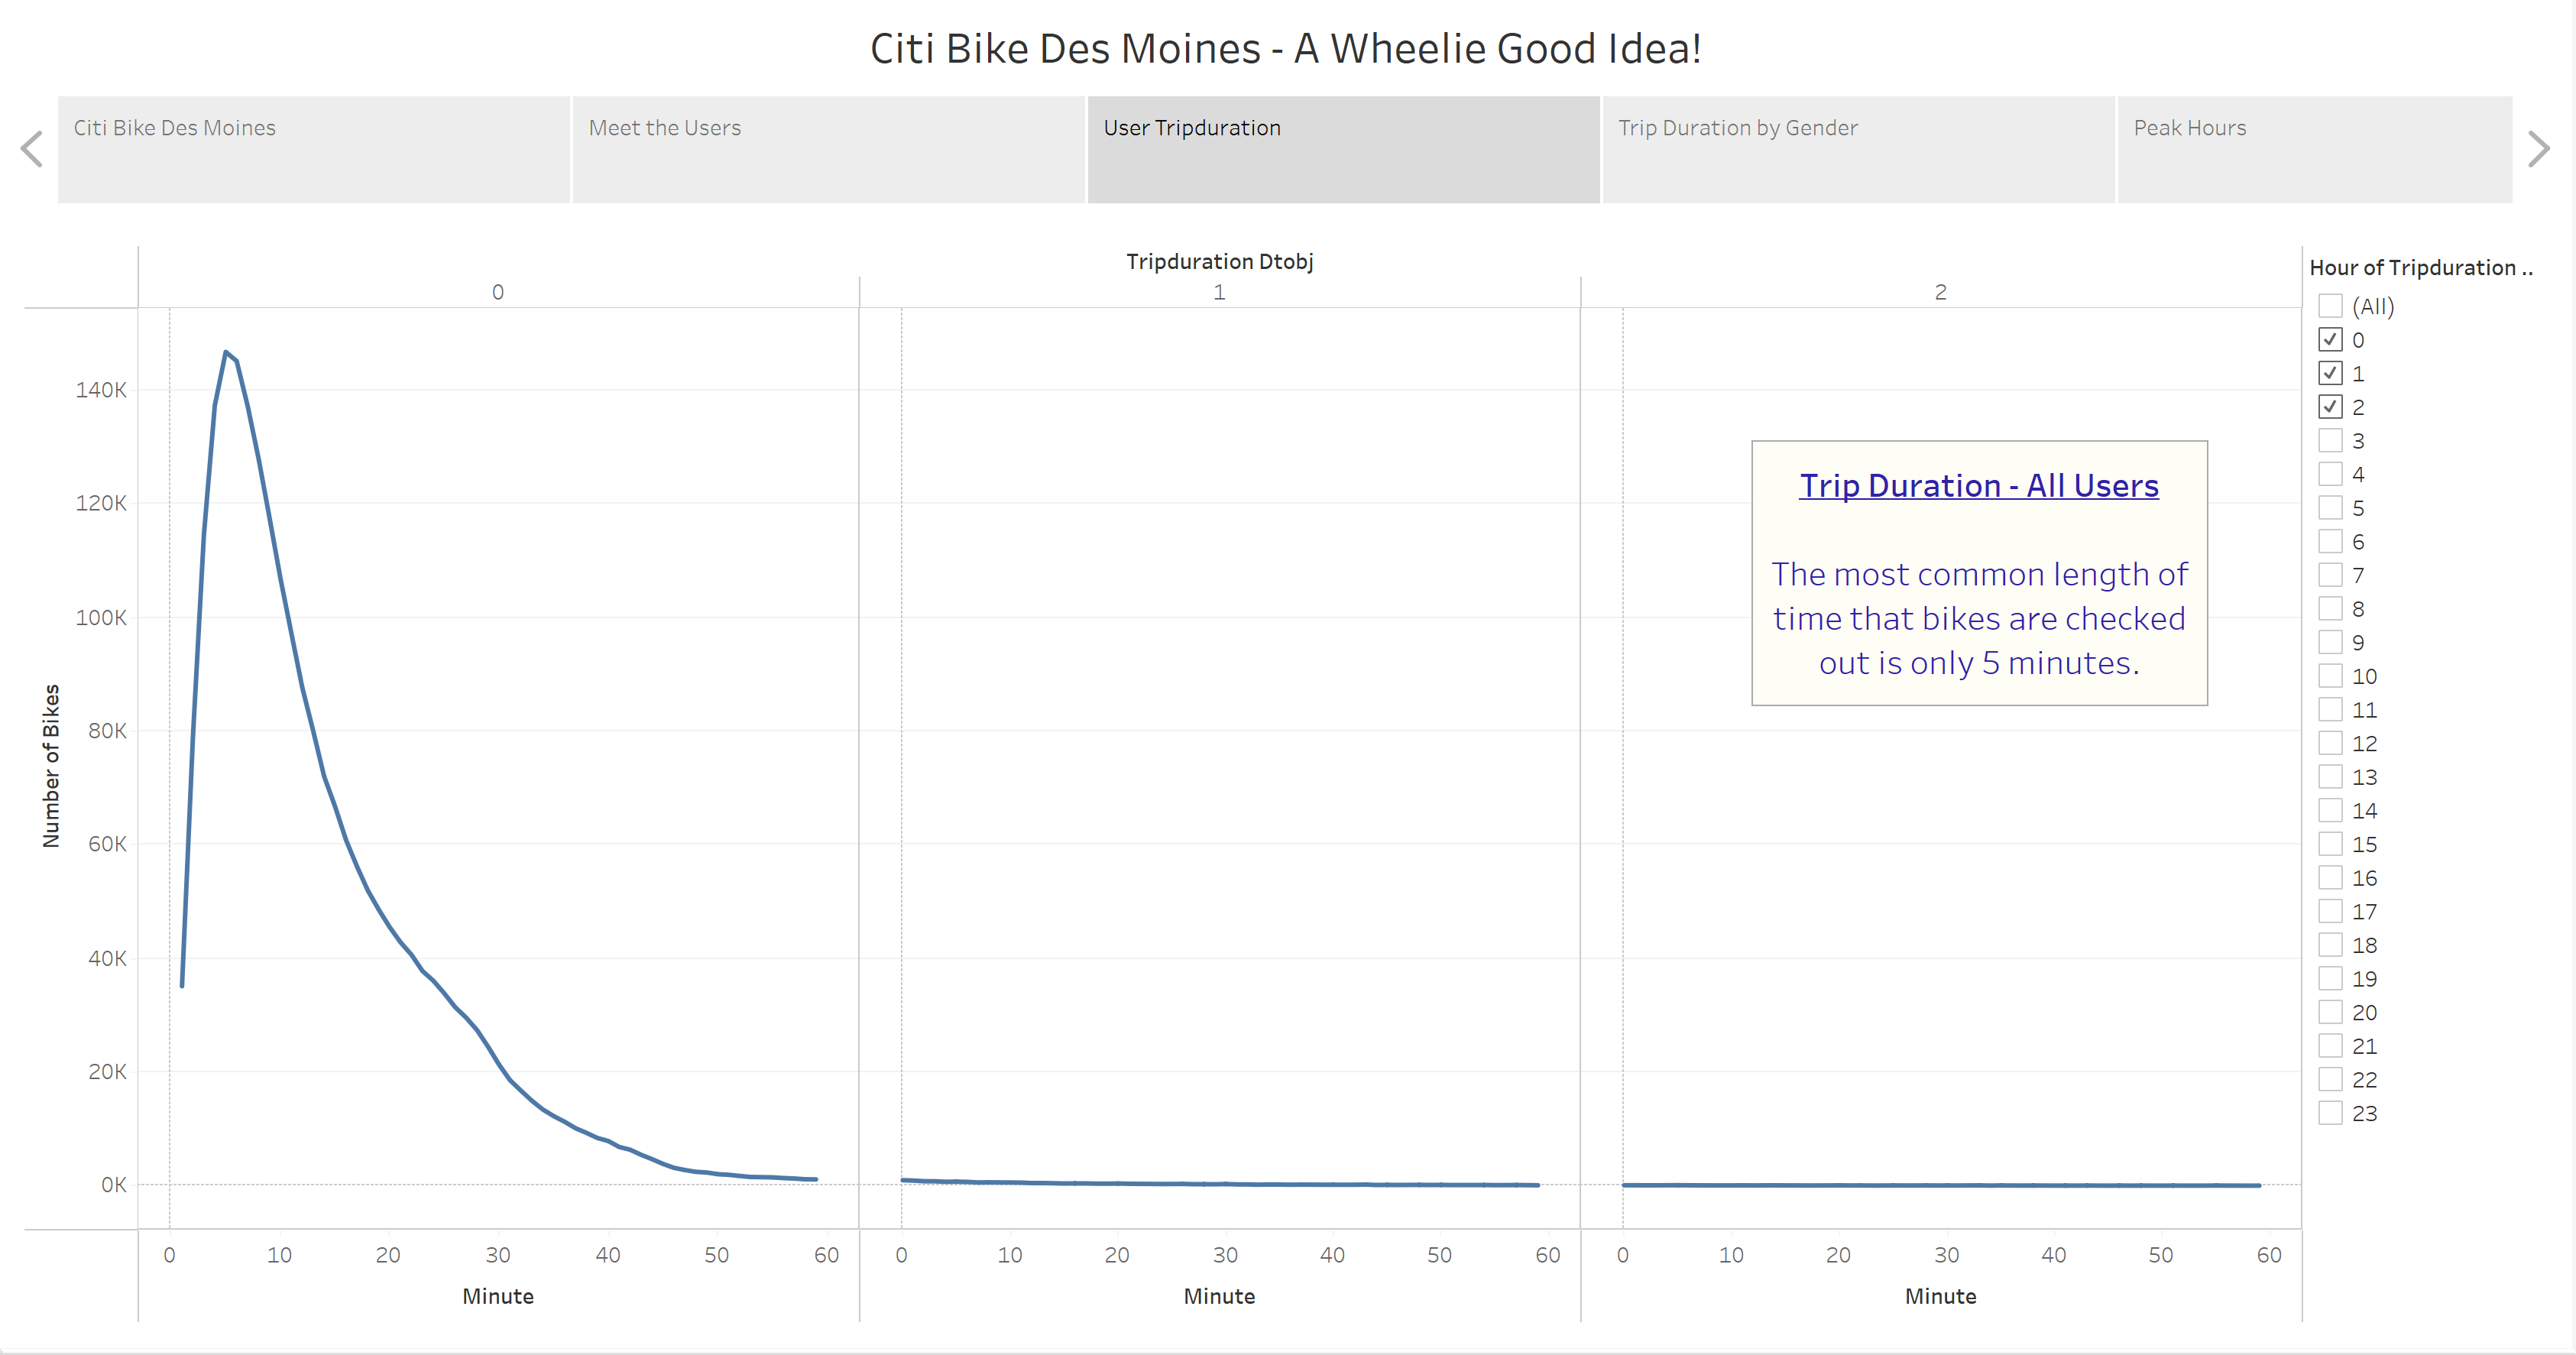 Citi Bike Des Moines - A Wheelie Good Idea!
Citi Bike Des Moines
Meet the Users
User Tripduration
Trip Duration by Gender
Peak Hours
Tripduration Dtobj
0 1 2
Number of Bikes
140K
120K
100K
80K
60K
40K
20K
0K
0 10 20 30 40 50 60
Minute
0 10 20 30 40 50 60
Minute
0 10 20 30 40 50 60
Minute
Trip Duration - All Users
The most common length of
time that bikes are checked
out is only 5 minutes.
Hour of Tripduration ..
(All)
0
1
2
3
4
5
6
7
8
9
10
11
12
13
14
15
16
17
18
19
20
21
22
23